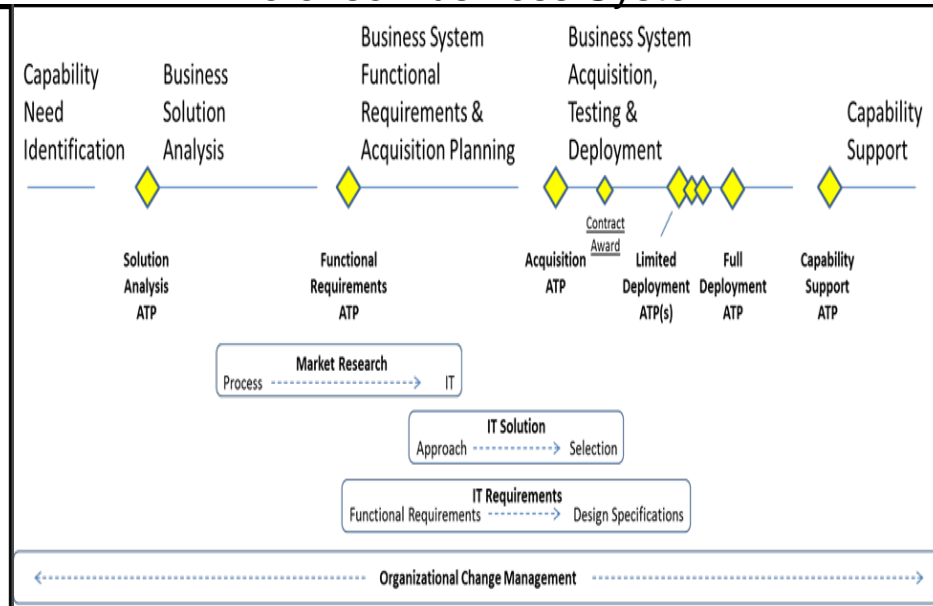 Capability
Need
Identification
Business
Solution
Analysis
Business System
Functional
Requirements &
Acquisition Planning
Business System
Acquisition,
Testing &
Deployment
Capability
Support
Contract
Award
Solution
Analysis
ATP
Functional
Requirements
ATP
Acquisition
ATP
Limited
Deployment
ATP(s)
Full
Deployment
ATP
Capability
Support
ATP
Market Research
Process IT
IT Solution
Approach Selection
IT Requirements
Functional Requirements Design Specifications
Organizational Change Management